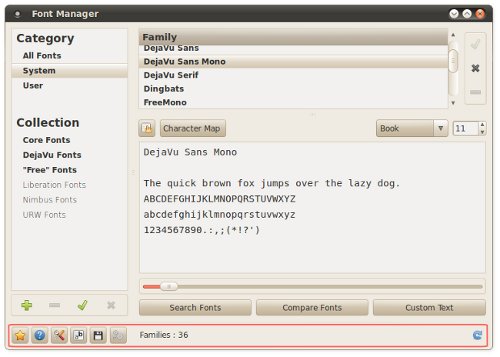 Font Manager
Category
All Fonts
System
User
Collection
Core Fonts
DejaVu Fonts
"Free" Fonts
Liberation Fonts
Nimbus Fonts
URW Fonts
Family
DejaVu Sans
DejaVu Sans Mono
DejaVu Serif
Dingbats
FreeMono
Character Map
Book
11
DejaVu Sans Mono
The quick brown fox jumps over the lazy dog.
ABCDEFGHIJKLMNOPQRSTUVWXYZ
abcdefghijklmnopqrstuvwxyz
1234567890.:,;(*!?')
Search Fonts
Compare Fonts
Custom Text
Families : 36